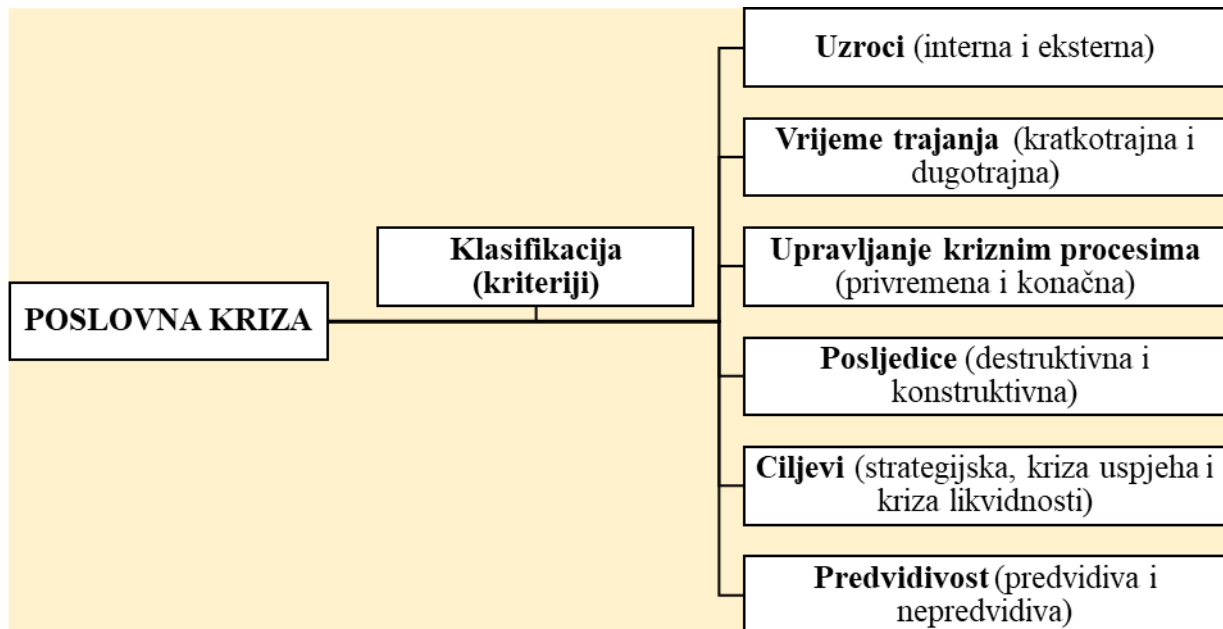 POSLOVNA KRIZA
Klasifikacija
(kriteriji)
Uzroci (interna i eksterna)
Vrijeme trajanja (kratkotrajna i
dugotrajna)
Upravljanje kriznim procesima
(privremena i konačna)
Posljedice (destruktivna i
konstruktivna)
Ciljevi (strategijska, kriza uspjeha i
kriza likvidnosti)
Predvidivost (predvidiva i
nepredvidiva)